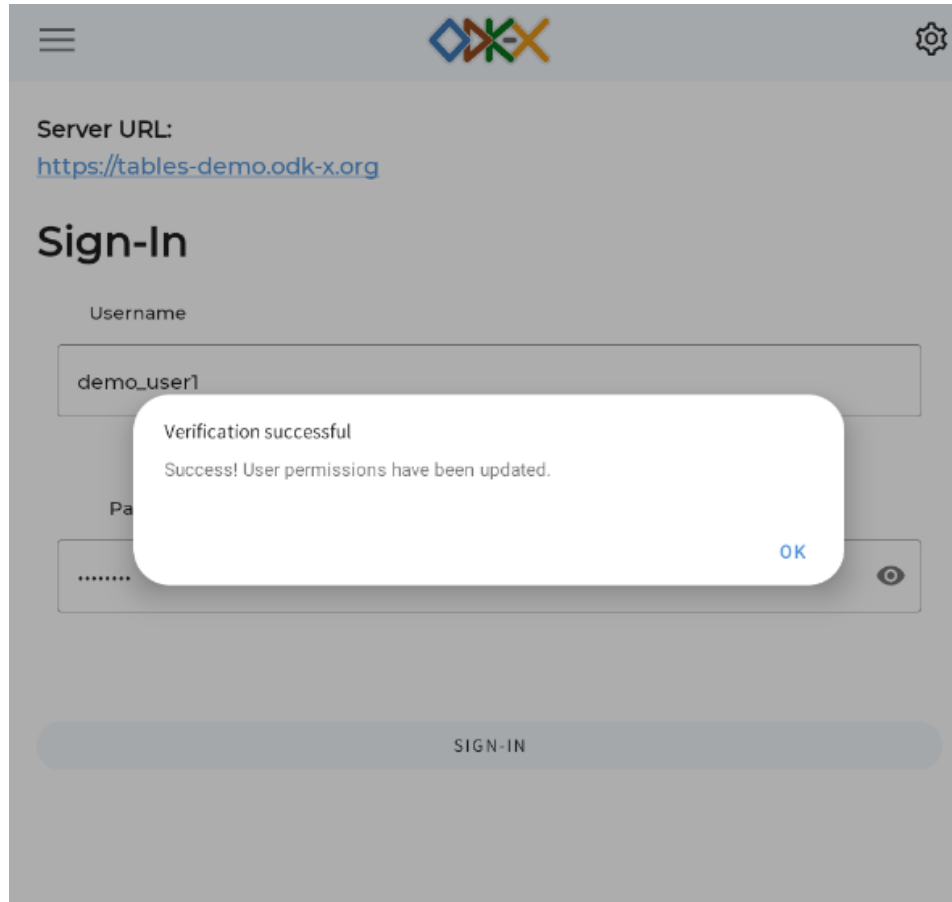 ODK-X
Server URL:
https://tables-demo.odk-x.org
Sign-In
Username
demo_user1
Verification successful
Success! User permissions have been updated.
OK
Pa
........
SIGN-IN